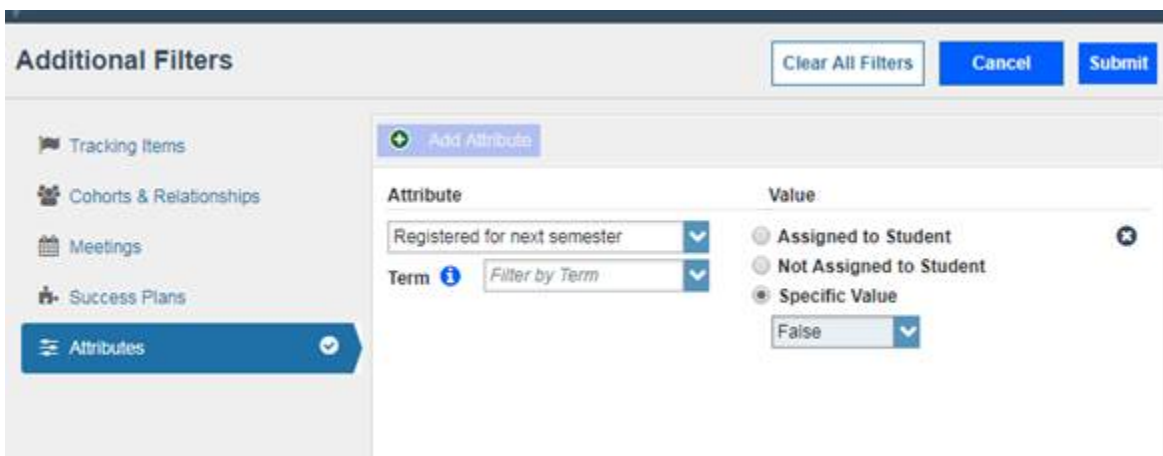 Additional Filters
Clear All Filters
Cancel
Submit
Tracking Items
Cohorts & Relationships
Meetings
Success Plans
Attributes
Add Attribute
Attribute
Value
Registered for next semester
Term
Filter by Term
Assigned to Student
Not Assigned to Student
Specific Value
False